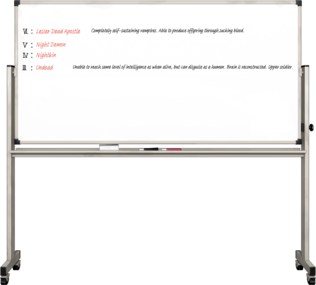 VI : Lesser Dead Apostle Completely self-sustaining vampires. Able to produce offspring through sucking blood.
V : Night Demon
IV : Nightkin
III : Undead Unable to reach same level of intelligence as when alive, but can disguise as a human. Brain is reconstructed. Upper oldder.